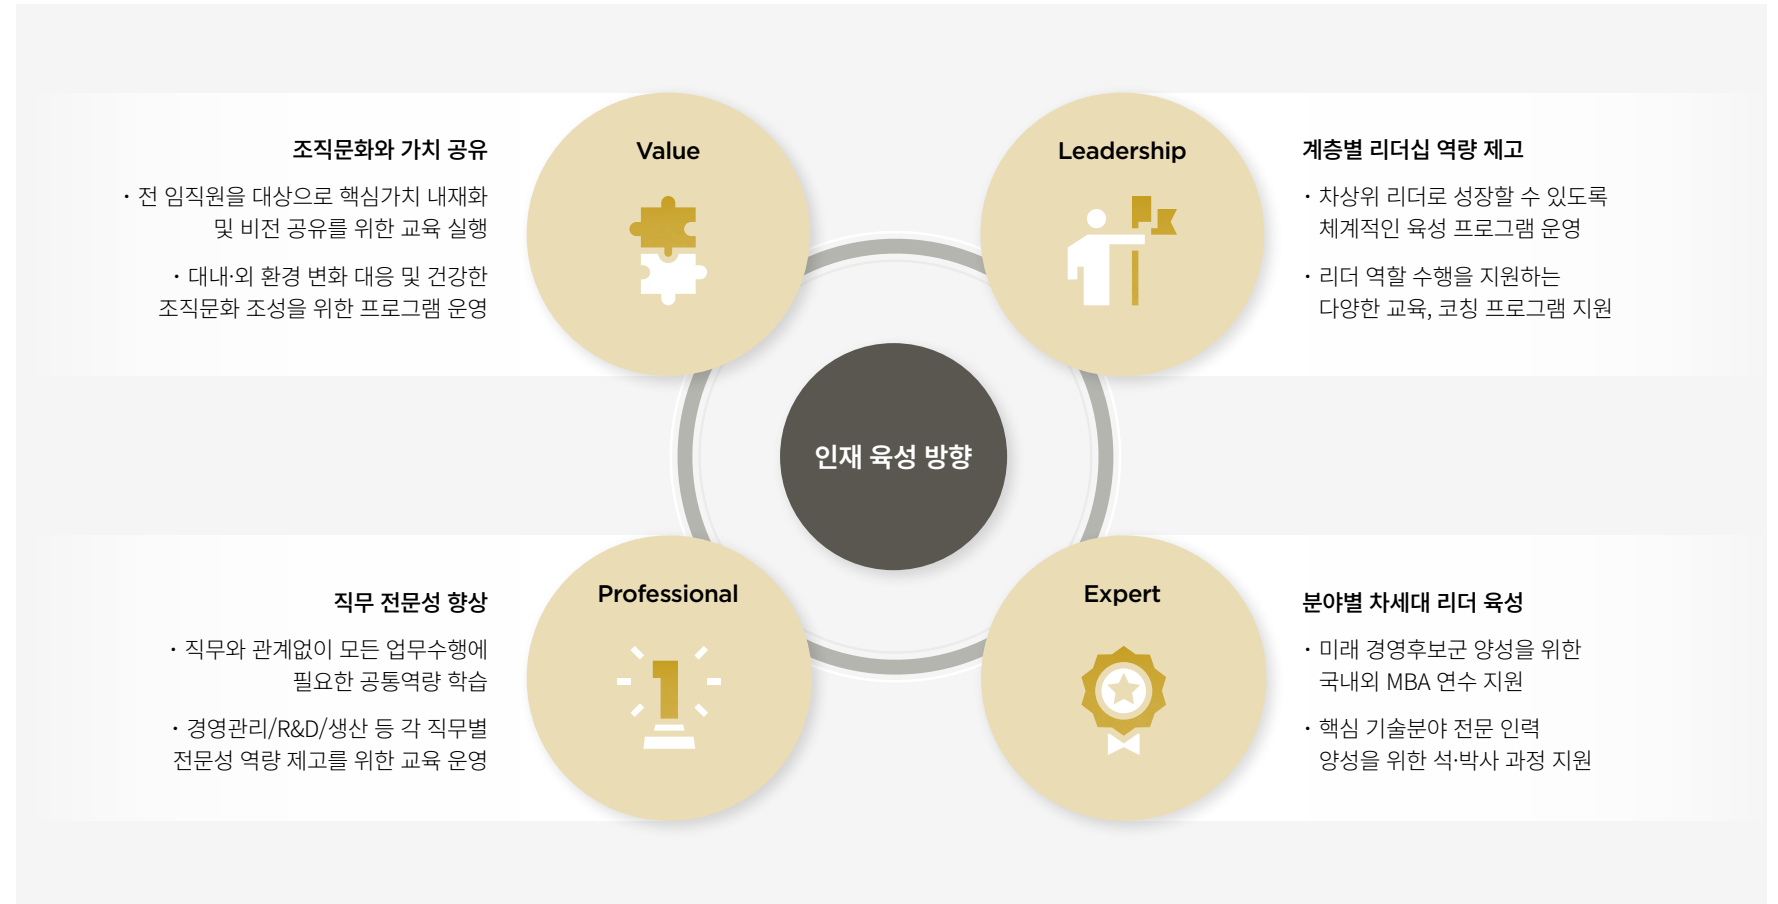 조직문화와 가치 공유
· 전 임직원을 대상으로 핵심가치 내재화
및 비전 공유를 위한 교육 실행
· 대내·외 환경 변화 대응 및 건강한
조직문화 조성을 위한 프로그램 운영
Value
Leadership
계층별 리더십 역량 제고
· 차상위 리더로 성장할 수 있도록
체계적인 육성 프로그램 운영
· 리더 역할 수행을 지원하는
다양한 교육, 코칭 프로그램 지원
인재 육성 방향
직무 전문성 향상
· 직무와 관계없이 모든 업무수행에
필요한 공통역량 학습
· 경영관리/R&D/생산 등 각 직무별
전문성 역량 제고를 위한 교육 운영
Professional
1
Expert
분야별 차세대 리더 육성
· 미래 경영후보군 양성을 위한
국내외 MBA 연수 지원
· 핵심 기술분야 전문 인력
양성을 위한 석·박사 과정 지원